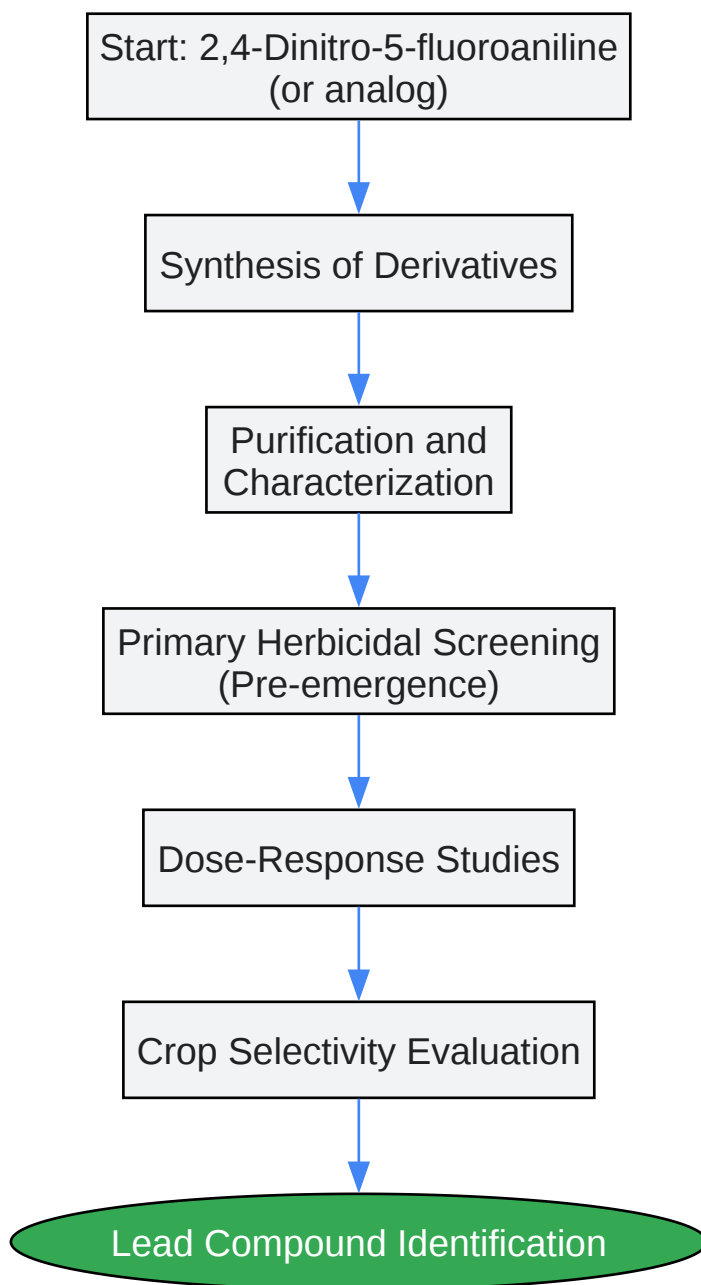 Start: 2,4-Dinitro-5-fluoroaniline
(or analog)
Synthesis of Derivatives
Purification and
Characterization
Primary Herbicidal Screening
(Pre-emergence)
Dose-Response Studies
Crop Selectivity Evaluation
Lead Compound Identification